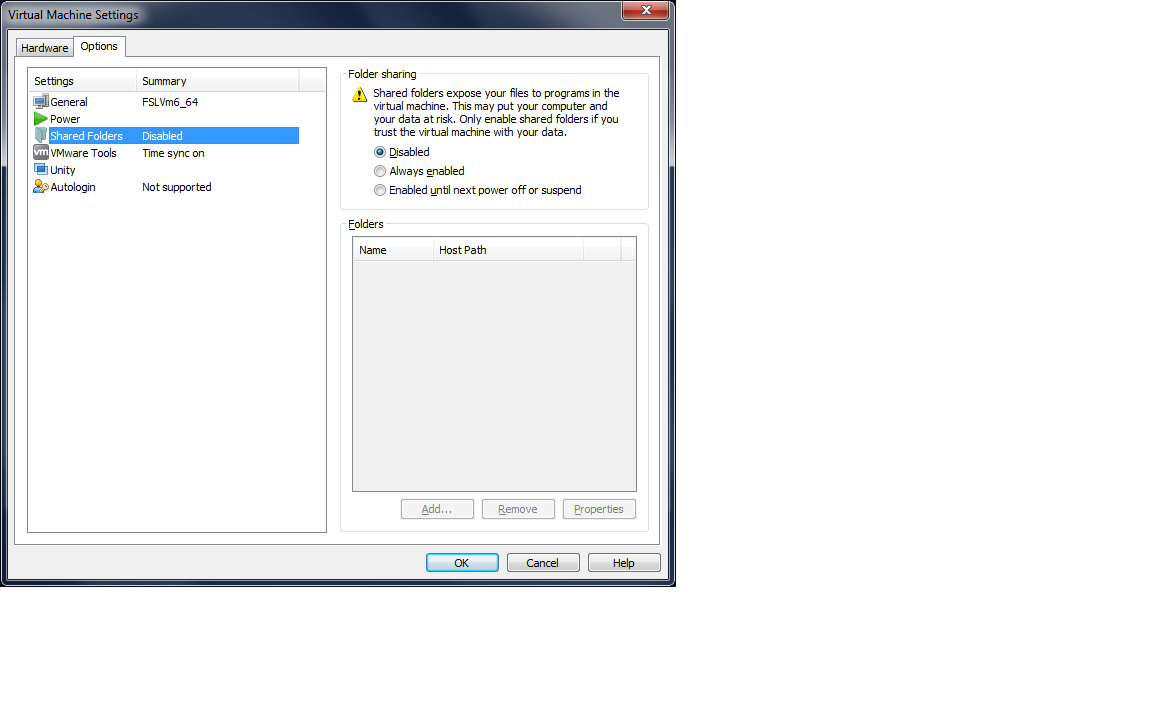 Virtual Machine Settings
Hardware
Options
Settings Summary
General FSLVm6_64
Power
Shared Folders Disabled
vm VMware Tools Time sync on
Unity
Autologin Not supported
Folder sharing
Shared folders expose your files to programs in the
virtual machine. This may put your computer and
your data at risk. Only enable shared folders if you
trust the virtual machine with your data.
Disabled
Always enabled
Enabled until next power off or suspend
Folders
Name Host Path
Add... Remove Properties
OK Cancel Help